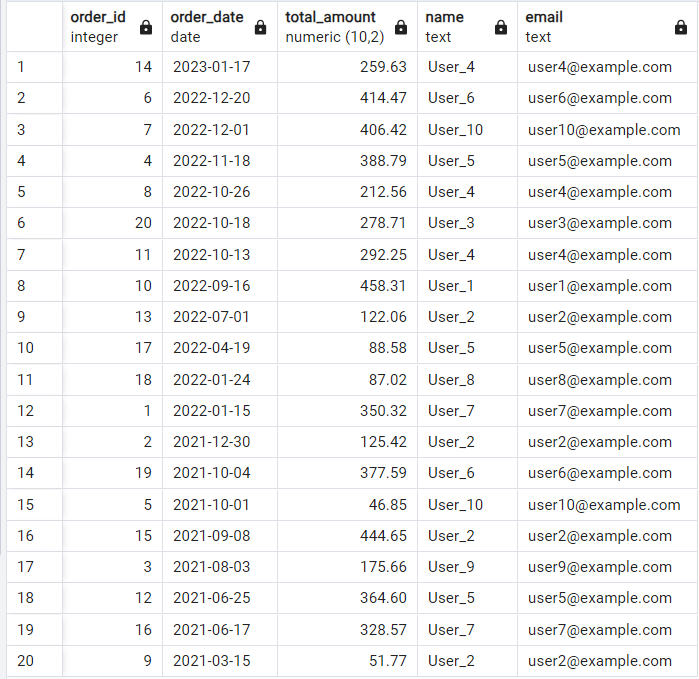 order_id order_date total_amount name email
integer date numeric (10,2) text text
1 14 2023-01-17 259.63 User_4 user4@example.com
2 6 2022-12-20 414.47 User_6 user6@example.com
3 7 2022-12-01 406.42 User_10 user10@example.com
4 4 2022-11-18 388.79 User_5 user5@example.com
5 8 2022-10-26 212.56 User_4 user4@example.com
6 20 2022-10-18 278.71 User_3 user3@example.com
7 11 2022-10-13 292.25 User_4 user4@example.com
8 10 2022-09-16 458.31 User_1 user1@example.com
9 13 2022-07-01 122.06 User_2 user2@example.com
10 17 2022-04-19 88.58 User_5 user5@example.com
11 18 2022-01-24 87.02 User_8 user8@example.com
12 1 2022-01-15 350.32 User_7 user7@example.com
13 2 2021-12-30 125.42 User_2 user2@example.com
14 19 2021-10-04 377.59 User_6 user6@example.com
15 5 2021-10-01 46.85 User_10 user10@example.com
16 15 2021-09-08 444.65 User_2 user2@example.com
17 3 2021-08-03 175.66 User_9 user9@example.com
18 12 2021-06-25 364.60 User_5 user5@example.com
19 16 2021-06-17 328.57 User_7 user7@example.com
20 9 2021-03-15 51.77 User_2 user2@example.com